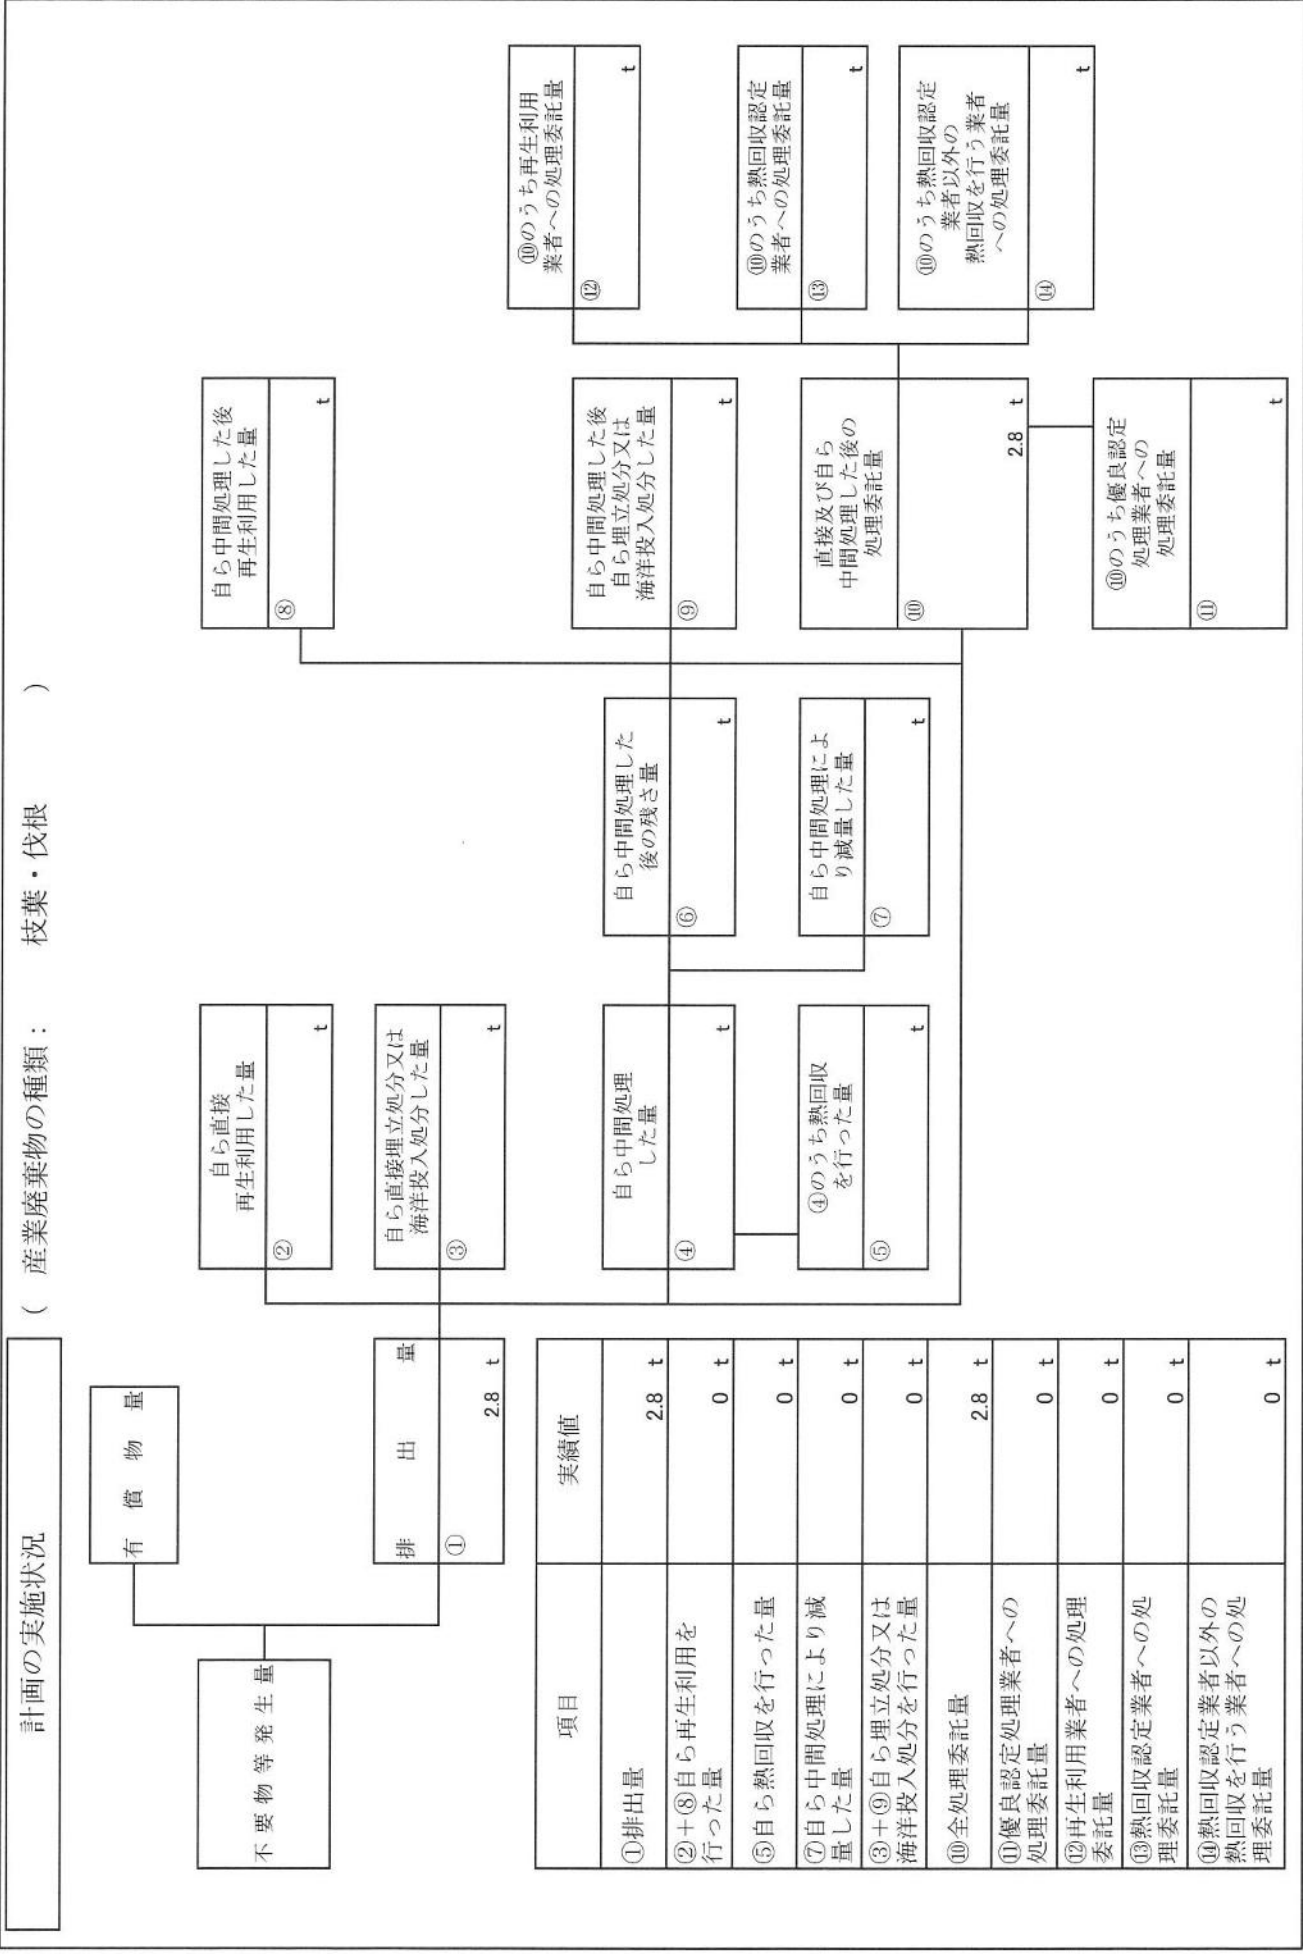 計画の実施状況
( 産業廃棄物の種類： 枝葉・伐根 )
不要物等発生量
有償物量
排出量
①
2.8 t
自ら直接
再生利用した量
②
t
自ら直接埋立処分又は
海洋投入処分した量
③
t
自ら中間処理
した量
④
t
④のうち熱回収
を行った量
⑤
t
自ら中間処理した
後の残さ量
⑥
t
自ら中間処理によ
り減量した量
⑦
t
自ら中間処理した後
再生利用した量
⑧
t
自ら中間処理した後
自ら埋立処分又は
海洋投入処分した量
⑨
t
直接及び自ら
中間処理した後の
処理委託量
⑩
2.8 t
⑩のうち優良認定
処理業者への
処理委託量
⑪
t
⑩のうち再生利用
業者への処理委託量
⑫
t
⑩のうち熱回収認定
業者への処理委託量
⑬
t
⑩のうち熱回収認定
業者以外の
熱回収を行う業者
への処理委託量
⑭
t
項目 実績値
①排出量 2.8 t
②＋⑧自ら再生利用を
行った量 0 t
⑤自ら熱回収を行った量 0 t
⑦自ら中間処理により減
量した量 0 t
③＋⑨自ら埋立処分又は
海洋投入処分を行った量 0 t
⑩全処理委託量 2.8 t
⑪優良認定処理業者への
処理委託量 0 t
⑫再生利用業者への処理
委託量 0 t
⑬熱回収認定業者への処
理委託量 0 t
⑭熱回収認定業者以外の
熱回収を行う業者への処
理委託量 0 t